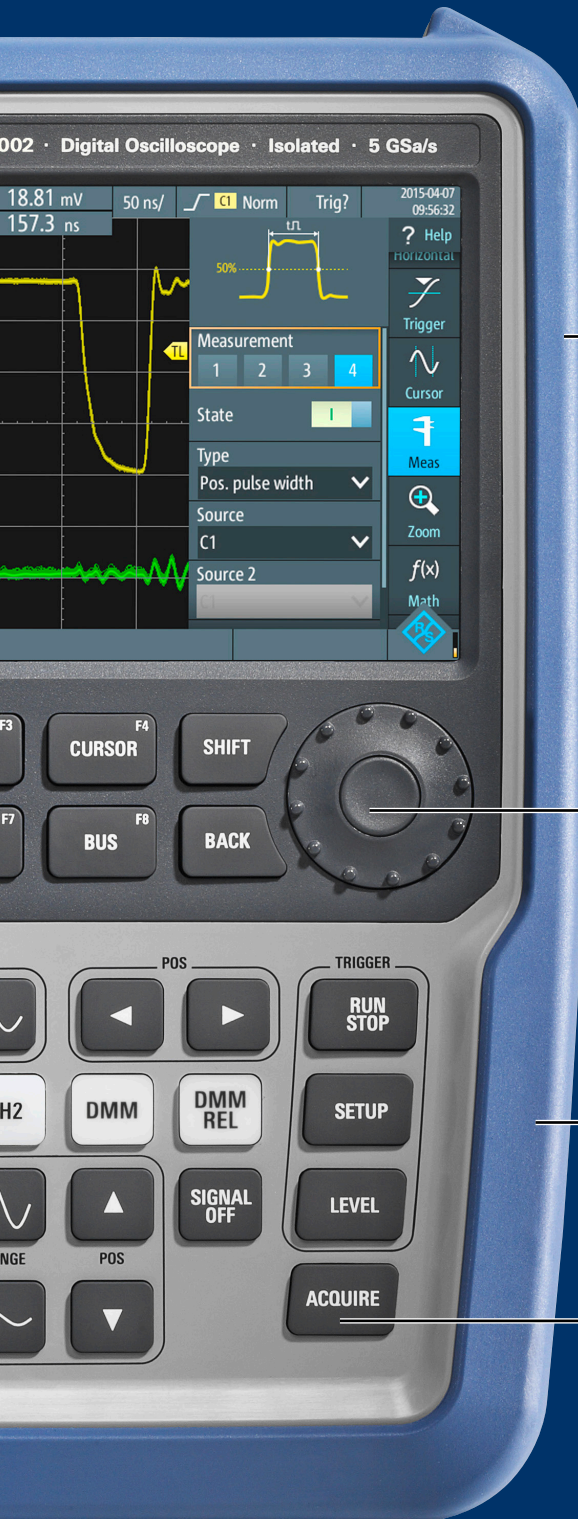 002 · Digital Oscilloscope · Isolated · 5 GSa/s
18.81 mV
157.3 ns
50 ns/
C1 Norm
Trig?
2015-04-07
09:56:32
? Help
Horizontal
50%
t
TL
Measurement
1 2 3 4
State
I
Type
Pos. pulse width
Source
C1
Source 2
C1
Trigger
Cursor
Meas
Zoom
f(x)
Math
R&S
F3
F4
CURSOR
SHIFT
F7
F8
BUS
BACK
POS
TRIGGER
RUN
STOP
H2
DMM
DMM
REL
SETUP
SIGNAL
OFF
LEVEL
NGE
POS
ACQUIRE